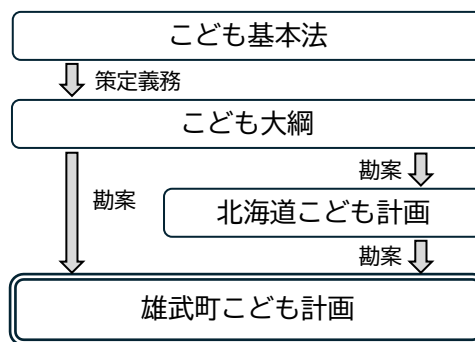 こども基本法
策定義務
こども大綱
勘案
勘案
北海道こども計画
勘案
雄武町こども計画